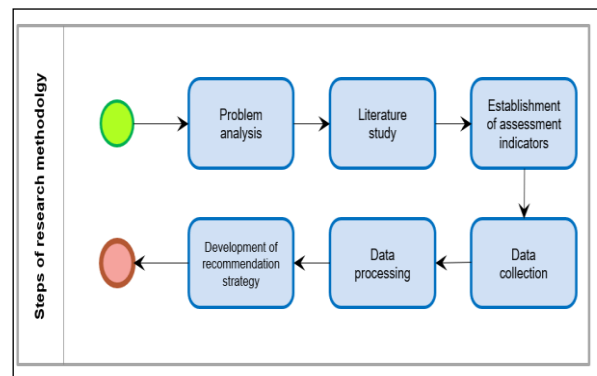 Steps of research methodolgy
Problem
analysis
Literature
study
Establishment
of assessment
indicators
Development of
recommendation
strategy
Data
processing
Data
collection